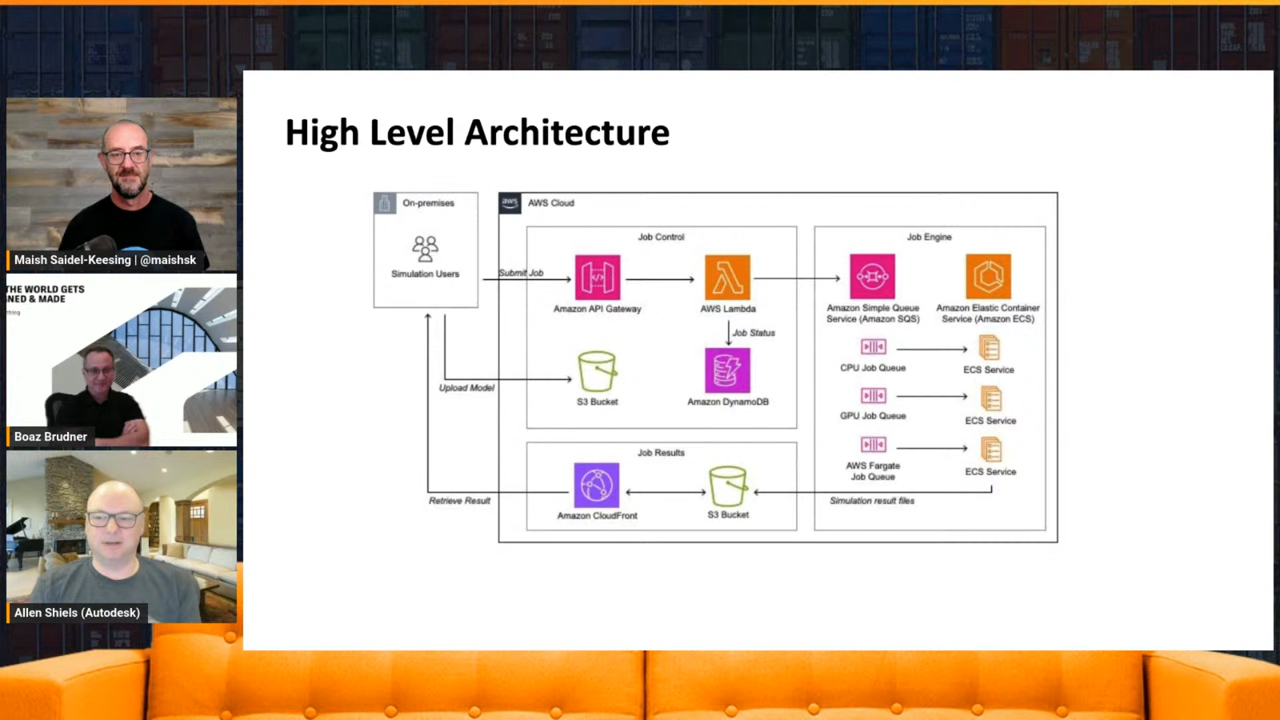 Maish Saidel-Keesing | @maishsk
THE WORLD GETS
NED & MADE
Boaz Brudner
Allen Shiels (Autodesk)
High Level Architecture
On-premises
Simulation Users
aws
AWS Cloud
Job Control
Submit Job
Amazon API Gateway
AWS Lambda
Job Status
Upload Model
S3 Bucket
Amazon DynamoDB
Job Engine
Amazon Simple Queue
Service (Amazon SQS)
Amazon Elastic Container
Service (Amazon ECS)
CPU Job Queue
ECS Service
GPU Job Queue
ECS Service
AWS Fargate
Job Queue
ECS Service
Job Results
Retrieve Result
Amazon CloudFront
S3 Bucket
Simulation result files